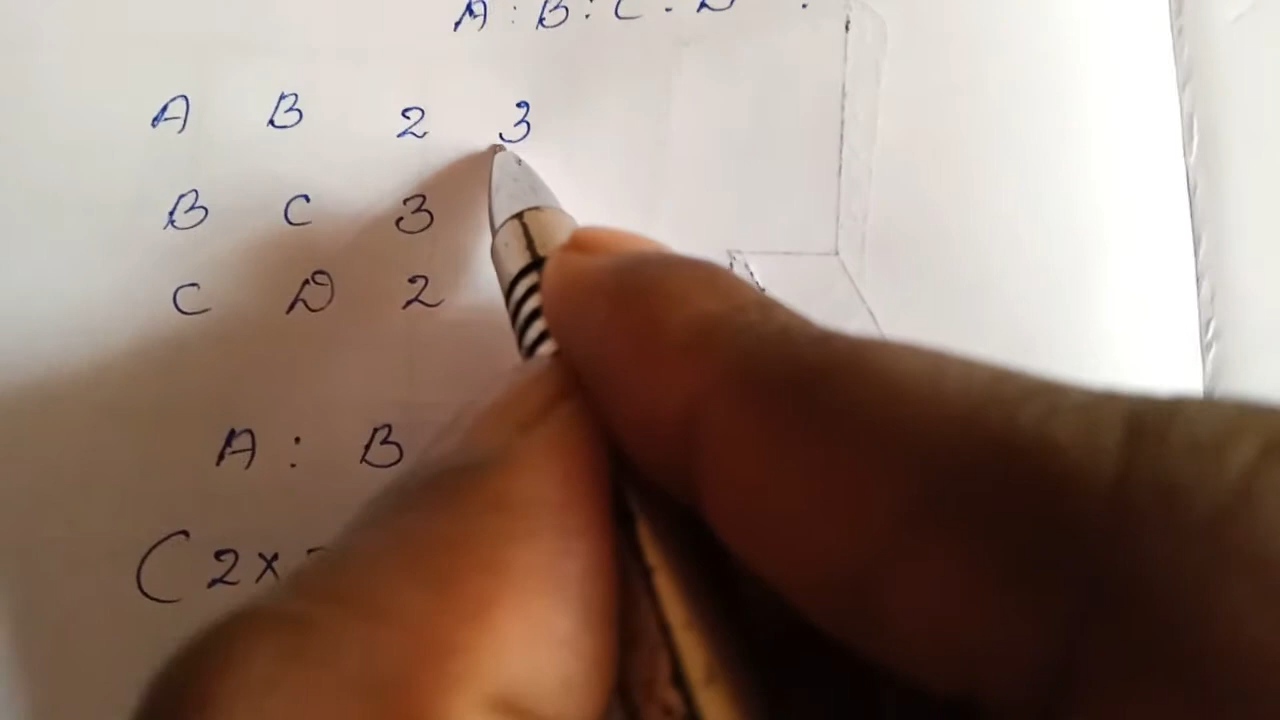 A : B : C : D
A B 2 3
B C 3
C D 2
A : B
( 2 ×